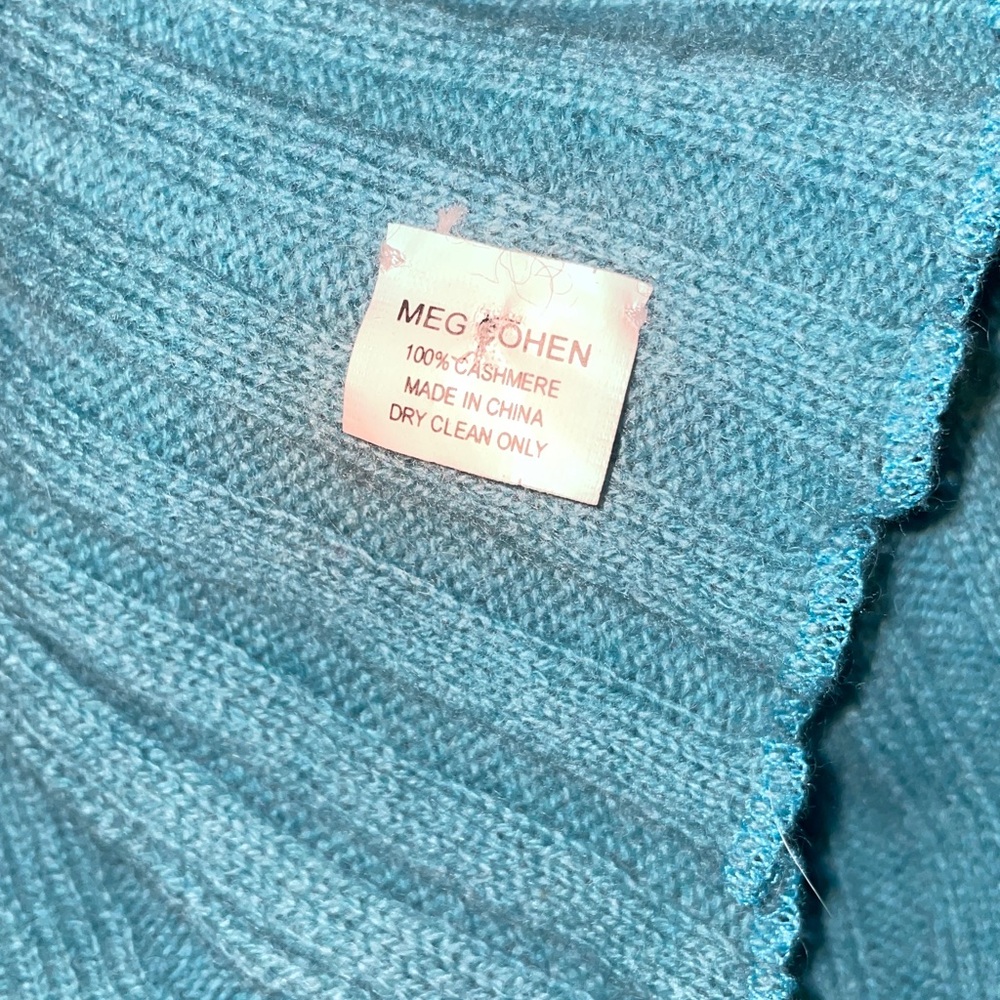 MEG COHEN
100% CASHMERE
MADE IN CHINA
DRY CLEAN ONLY